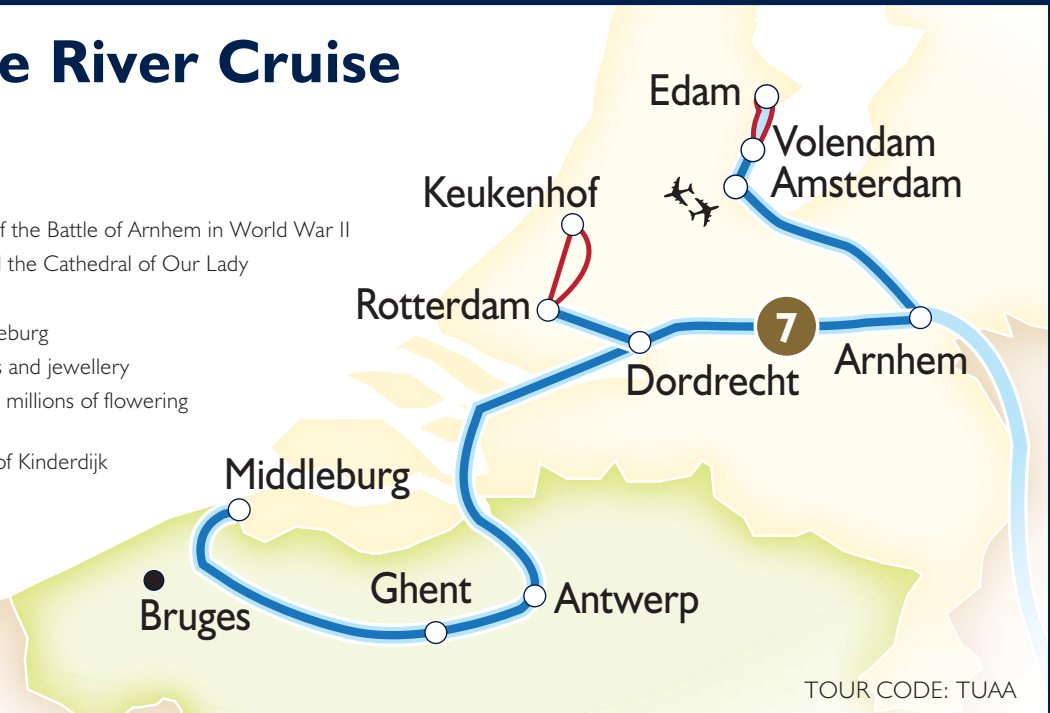 e River Cruise
f the Battle of Arnhem in World War II
the Cathedral of Our Lady
eburg
s and jewellery
millions of flowering
of Kinderdijk
Edam
Volendam
Amsterdam
Keukenhof
Rotterdam
7
Arnhem
Dordrecht
Middleburg
Ghent
Antwerp
Bruges
TOUR CODE: TUAA